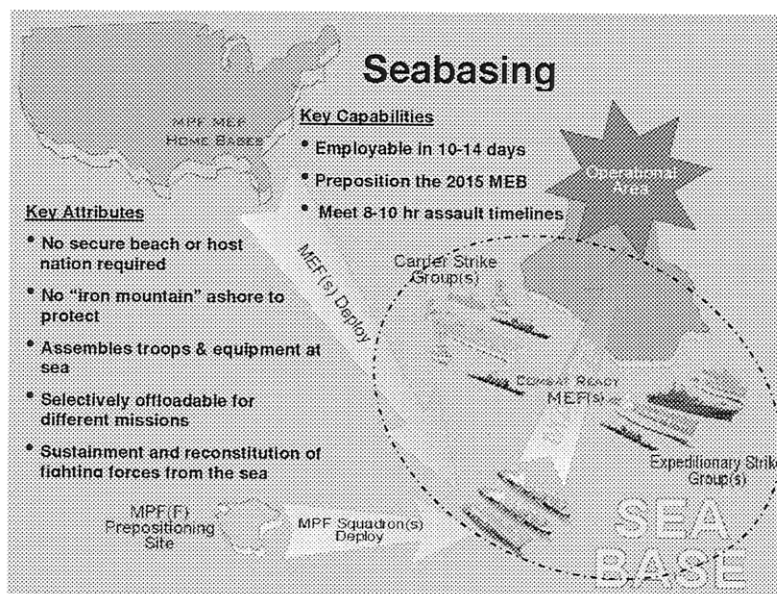 Seabasing
MPF MEF
HOME BASES
Key Capabilities
• Employable in 10-14 days
• Preposition the 2015 MEB
• Meet 8-10 hr assault timelines
Operational
Area
Key Attributes
• No secure beach or host
nation required
• No "iron mountain" ashore to
protect
• Assembles troops & equipment at
sea
• Selectively offloadable for
different missions
• Sustainment and reconstitution of
fighting forces from the sea
MEF(s) Deploy
Carrier Strike
Group(s)
COMBAT READY
MEF(s)
Expeditionary Strike
Group(s)
MPF(F)
Prepositioning
Site
MPF Squadron(s)
Deploy
SEA
BASE